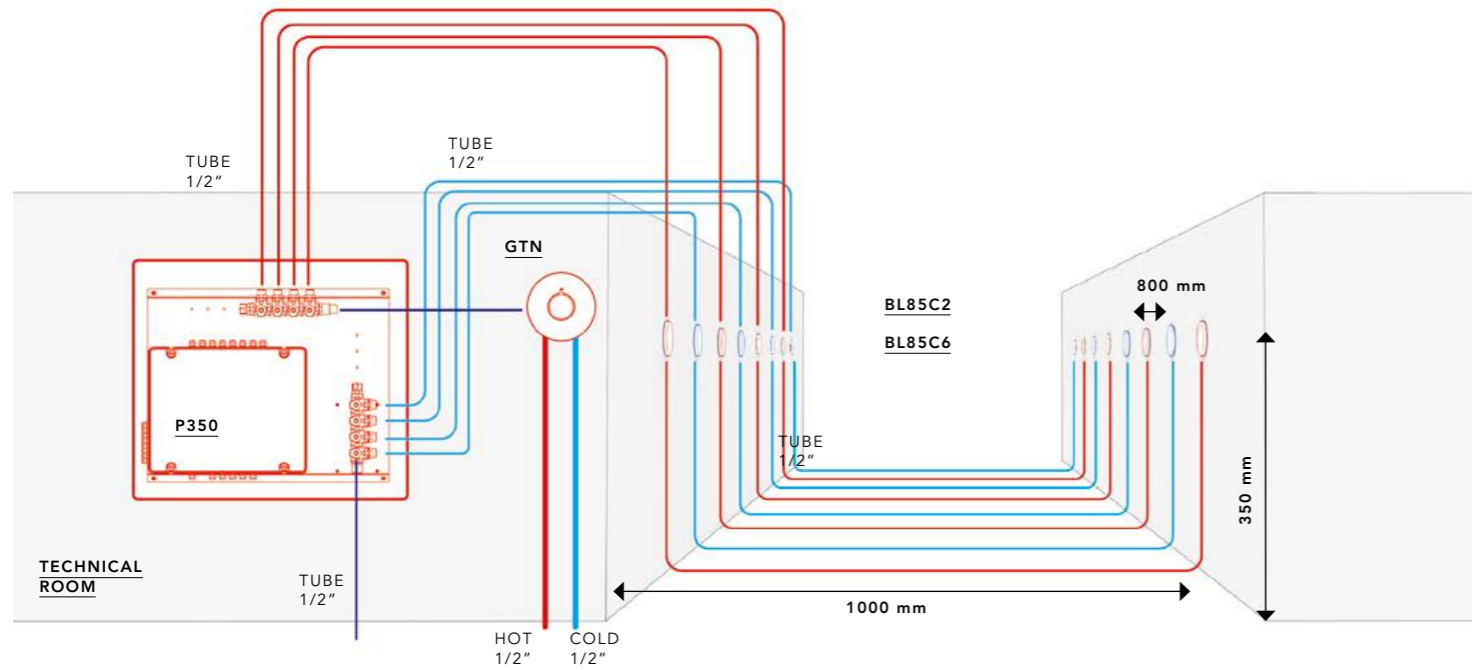 TUBE
1/2"
TUBE
1/2"
GTN
BL85C2
BL85C6
800 mm
P350
TUBE
1/2"
350 mm
TECHNICAL
ROOM
TUBE
1/2"
1000 mm
HOT
1/2"
COLD
1/2"